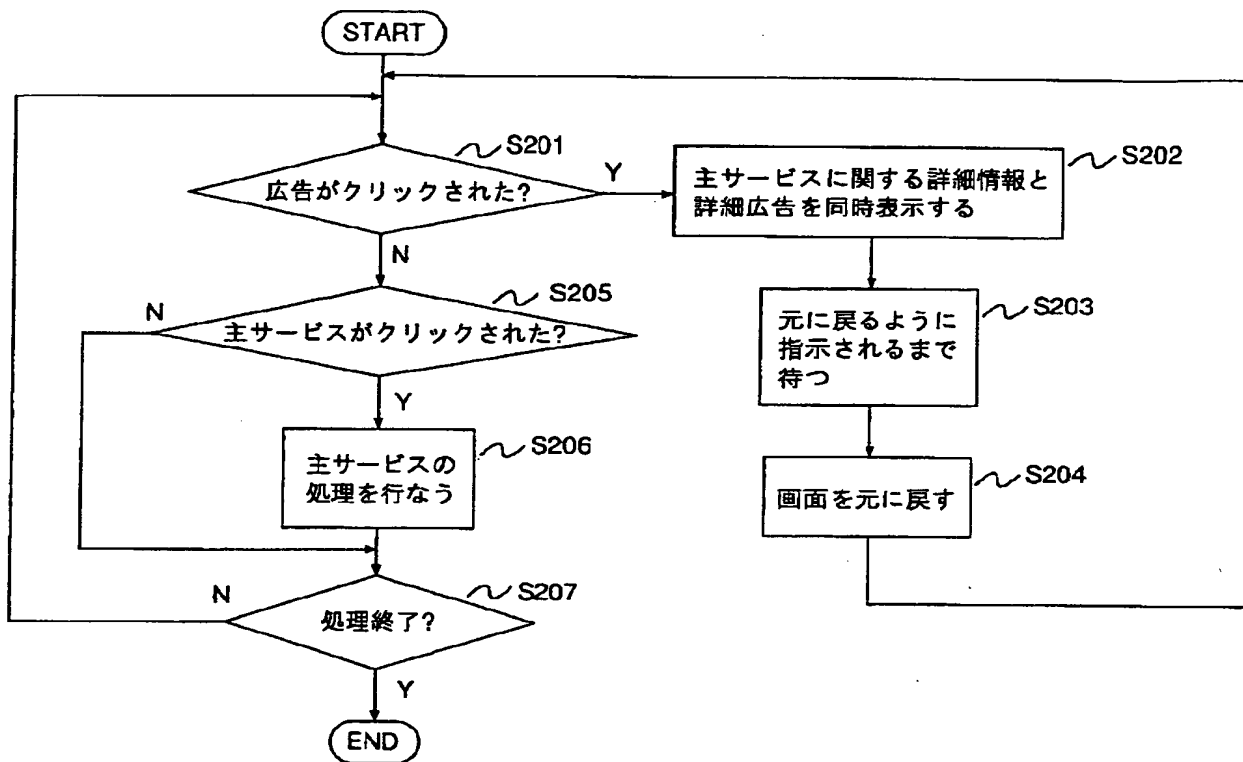 START
S201
広告がクリックされた?
Y
N
S202
主サービスに関する詳細情報と
詳細広告を同時表示する
S203
元に戻るように
指示されるまで
待つ
S204
画面を元に戻す
S205
主サービスがクリックされた?
N
Y
S206
主サービスの
処理を行なう
S207
処理終了?
N
Y
END